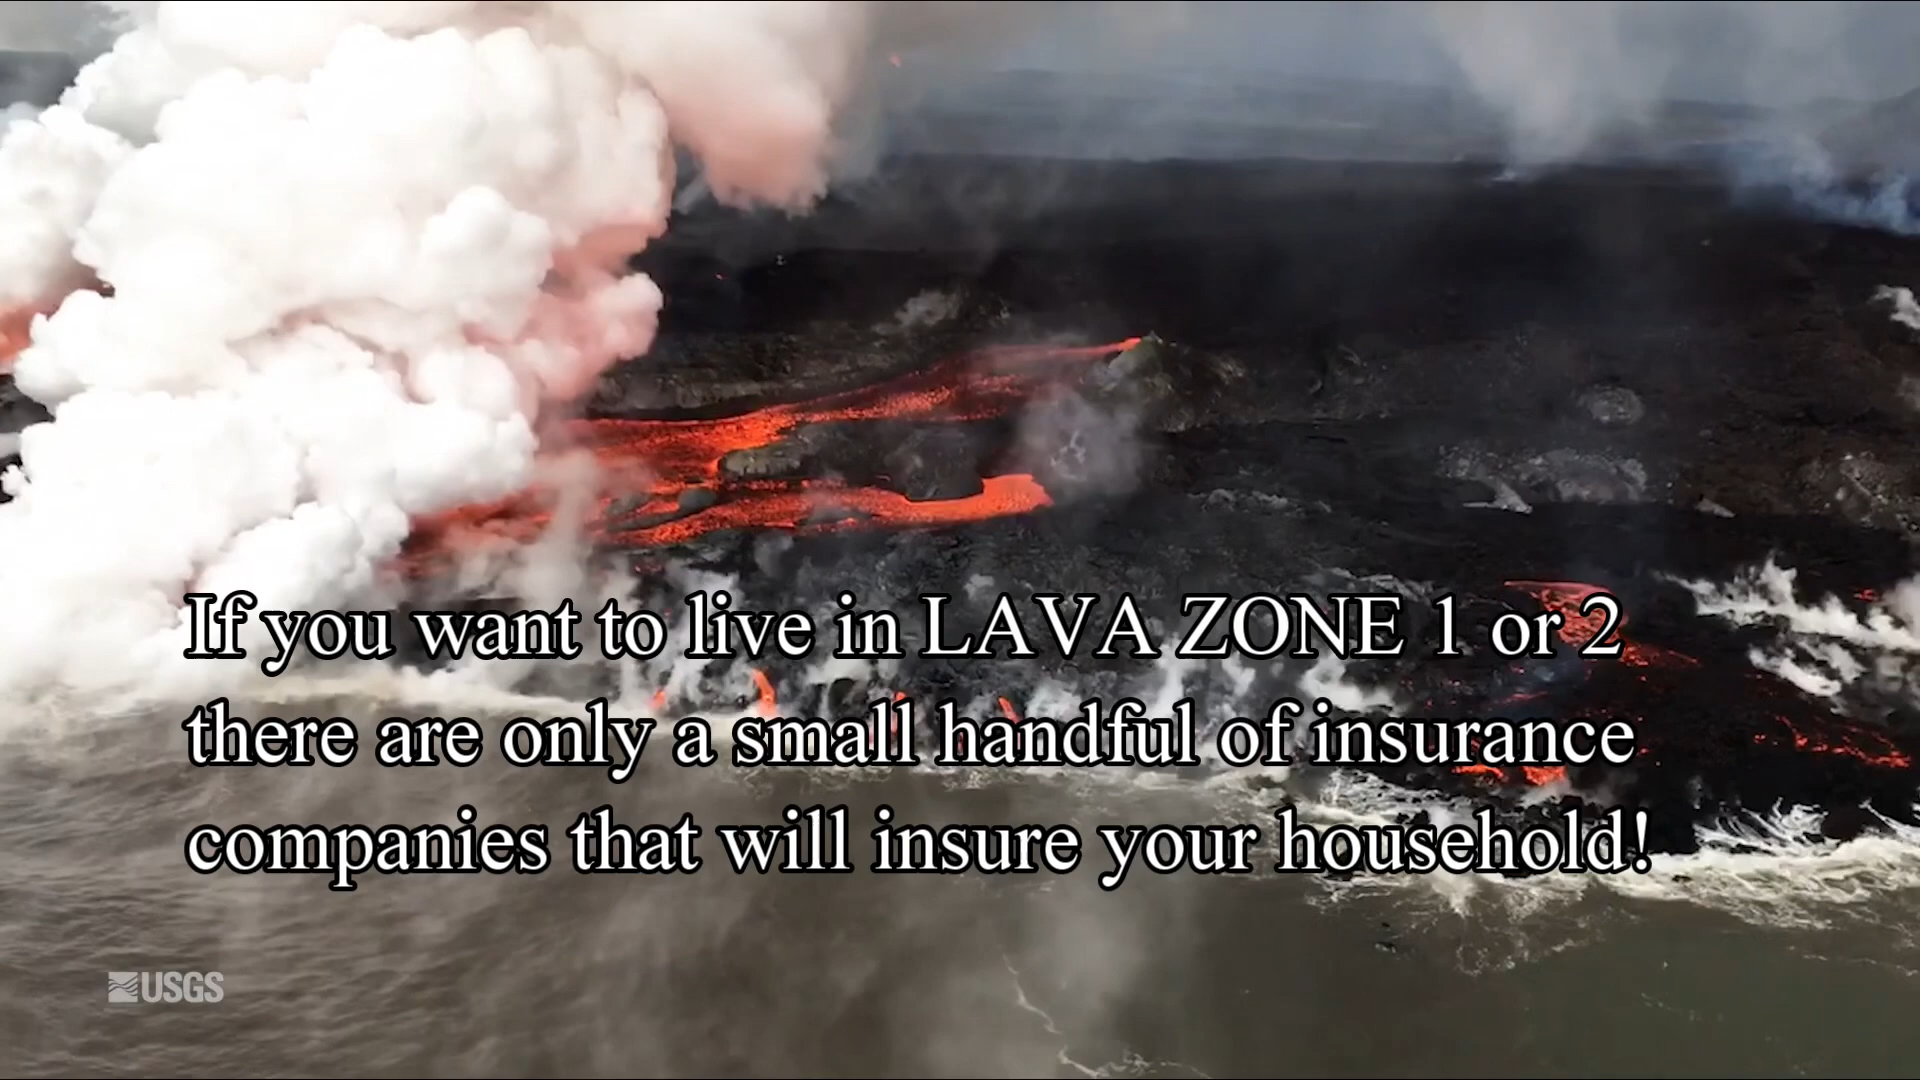 If you want to live in LAVA ZONE 1 or 2
there are only a small handful of insurance
companies that will insure your household!
USGS